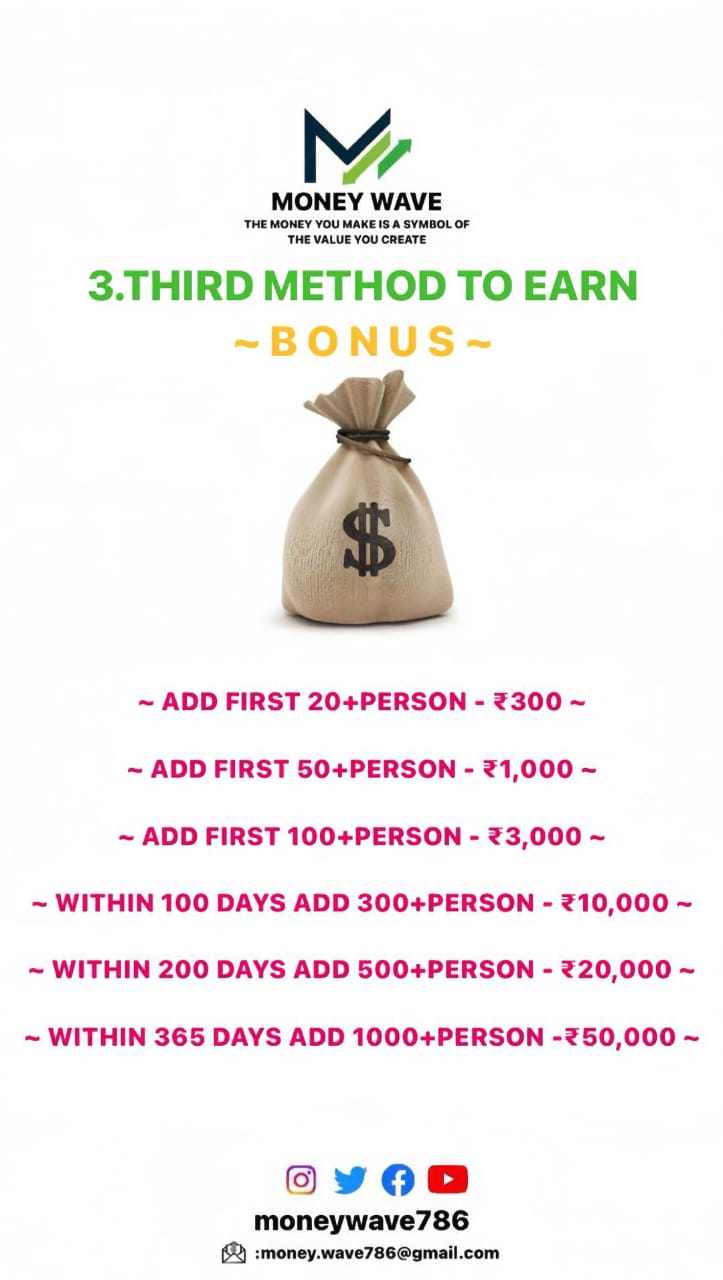 MONEY WAVE
THE MONEY YOU MAKE IS A SYMBOL OF
THE VALUE YOU CREATE
3.THIRD METHOD TO EARN
~BONUS~
$
~ ADD FIRST 20+PERSON - ₹300 ~
~ ADD FIRST 50+PERSON - ₹1,000 ~
~ ADD FIRST 100+PERSON - ₹3,000 ~
~ WITHIN 100 DAYS ADD 300+PERSON - ₹10,000 ~
~ WITHIN 200 DAYS ADD 500+PERSON - ₹20,000 ~
~ WITHIN 365 DAYS ADD 1000+PERSON -₹50,000 ~
moneywave786
:money.wave786@gmail.com